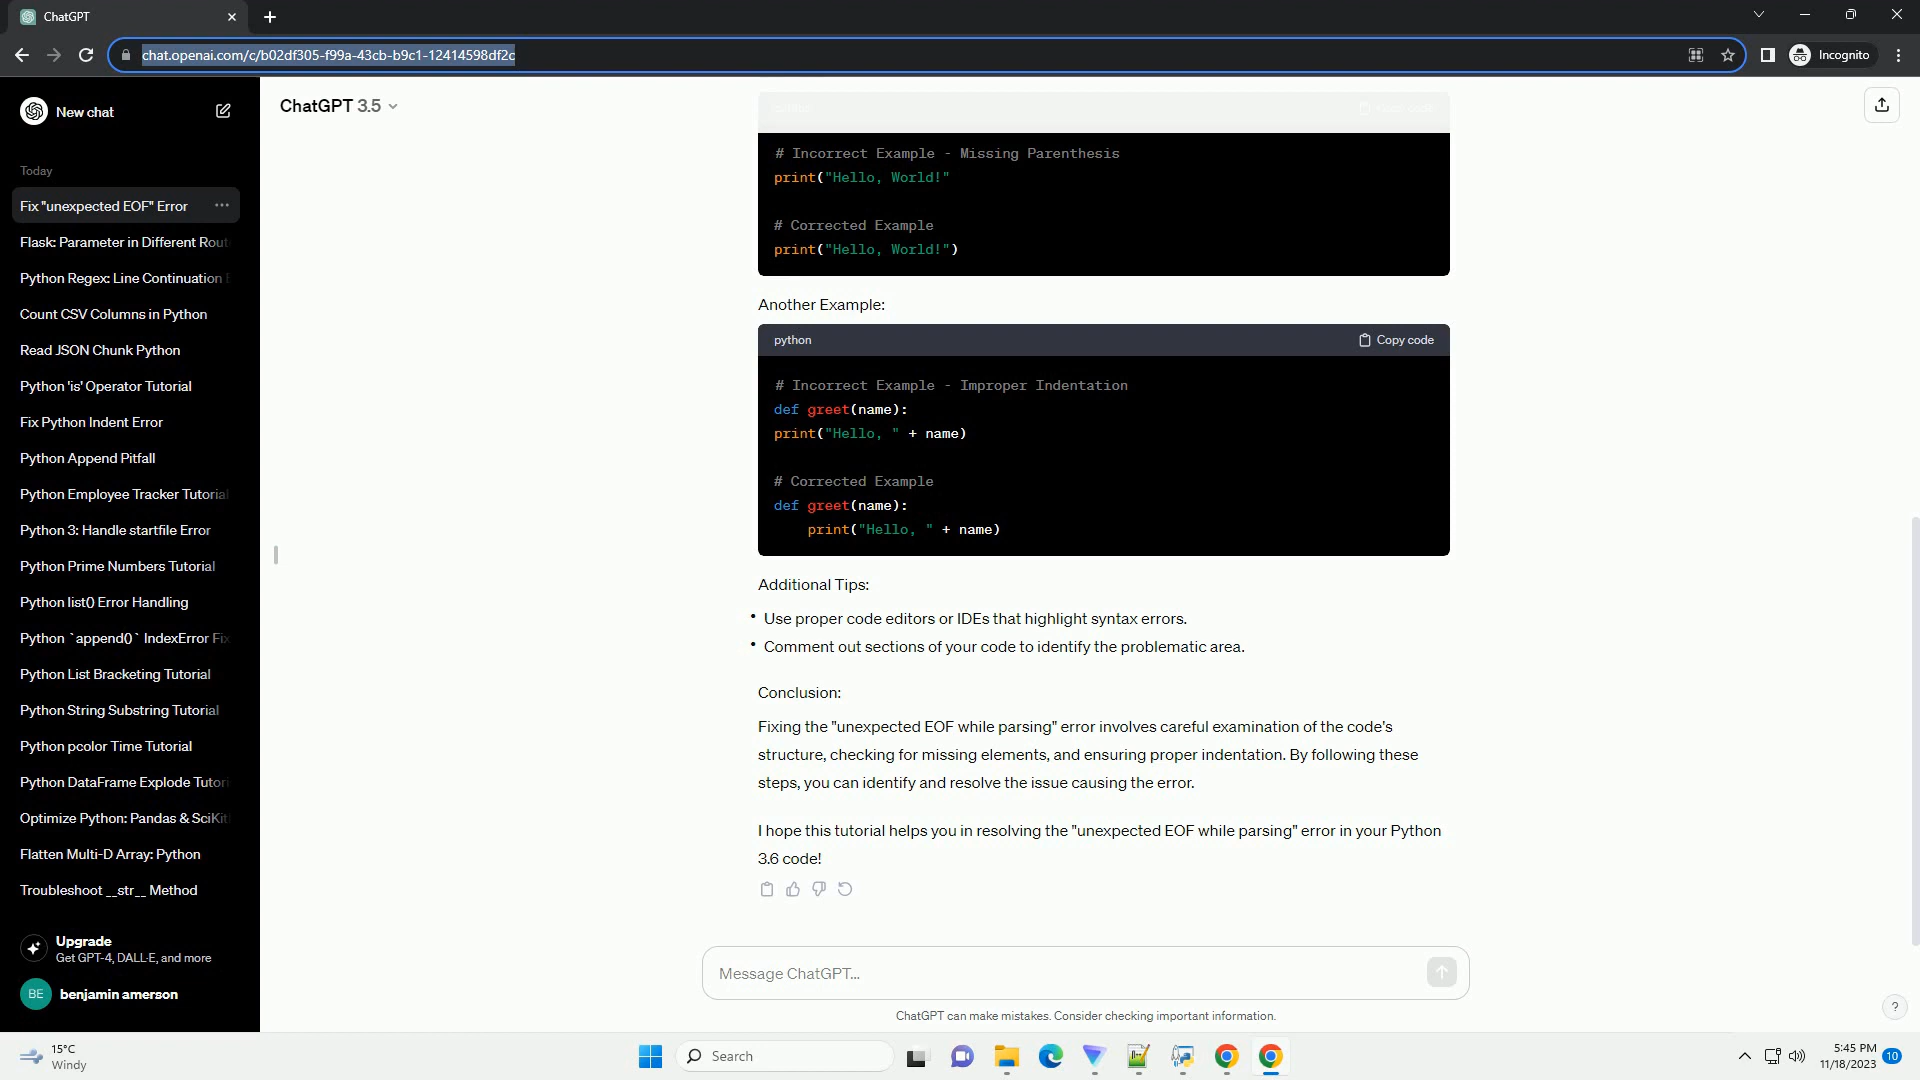 ChatGPT
chat.openai.com/c/b02df305-f99a-43cb-b9c1-12414598df2c
Incognito
New chat
Today
Fix "unexpected EOF" Error
Flask: Parameter in Different Rout
Python Regex: Line Continuation E
Count CSV Columns in Python
Read JSON Chunk Python
Python 'is' Operator Tutorial
Fix Python Indent Error
Python Append Pitfall
Python Employee Tracker Tutorial
Python 3: Handle startfile Error
Python Prime Numbers Tutorial
Python list() Error Handling
Python `append()` IndexError Fix
Python List Bracketing Tutorial
Python String Substring Tutorial
Python pcolor Time Tutorial
Python DataFrame Explode Tutori
Optimize Python: Pandas & SciKit
Flatten Multi-D Array: Python
Troubleshoot __str__ Method
Upgrade
Get GPT-4, DALL·E, and more
BE
benjamin amerson
ChatGPT 3.5
# Incorrect Example - Missing Parenthesis
print("Hello, World!"
# Corrected Example
print("Hello, World!")
Another Example:
python
Copy code
# Incorrect Example - Improper Indentation
def greet(name):
print("Hello, " + name)
# Corrected Example
def greet(name):
    print("Hello, " + name)
Additional Tips:
• Use proper code editors or IDEs that highlight syntax errors.
• Comment out sections of your code to identify the problematic area.
Conclusion:
Fixing the "unexpected EOF while parsing" error involves careful examination of the code's
structure, checking for missing elements, and ensuring proper indentation. By following these
steps, you can identify and resolve the issue causing the error.
I hope this tutorial helps you in resolving the "unexpected EOF while parsing" error in your Python
3.6 code!
Message ChatGPT...
ChatGPT can make mistakes. Consider checking important information.
?
15°C
Windy
Search
5:45 PM
11/18/2023
10